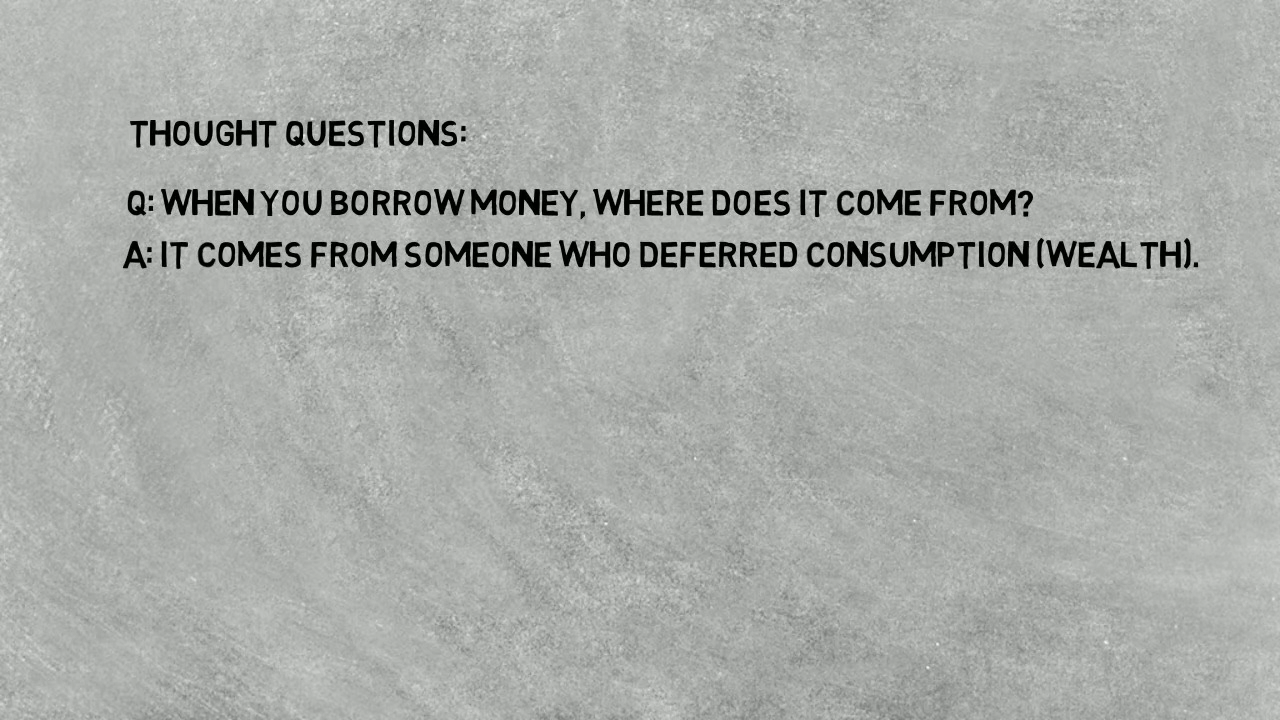 THOUGHT QUESTIONS:
Q: WHEN YOU BORROW MONEY, WHERE DOES IT COME FROM?
A: IT COMES FROM SOMEONE WHO DEFERRED CONSUMPTION (WEALTH).